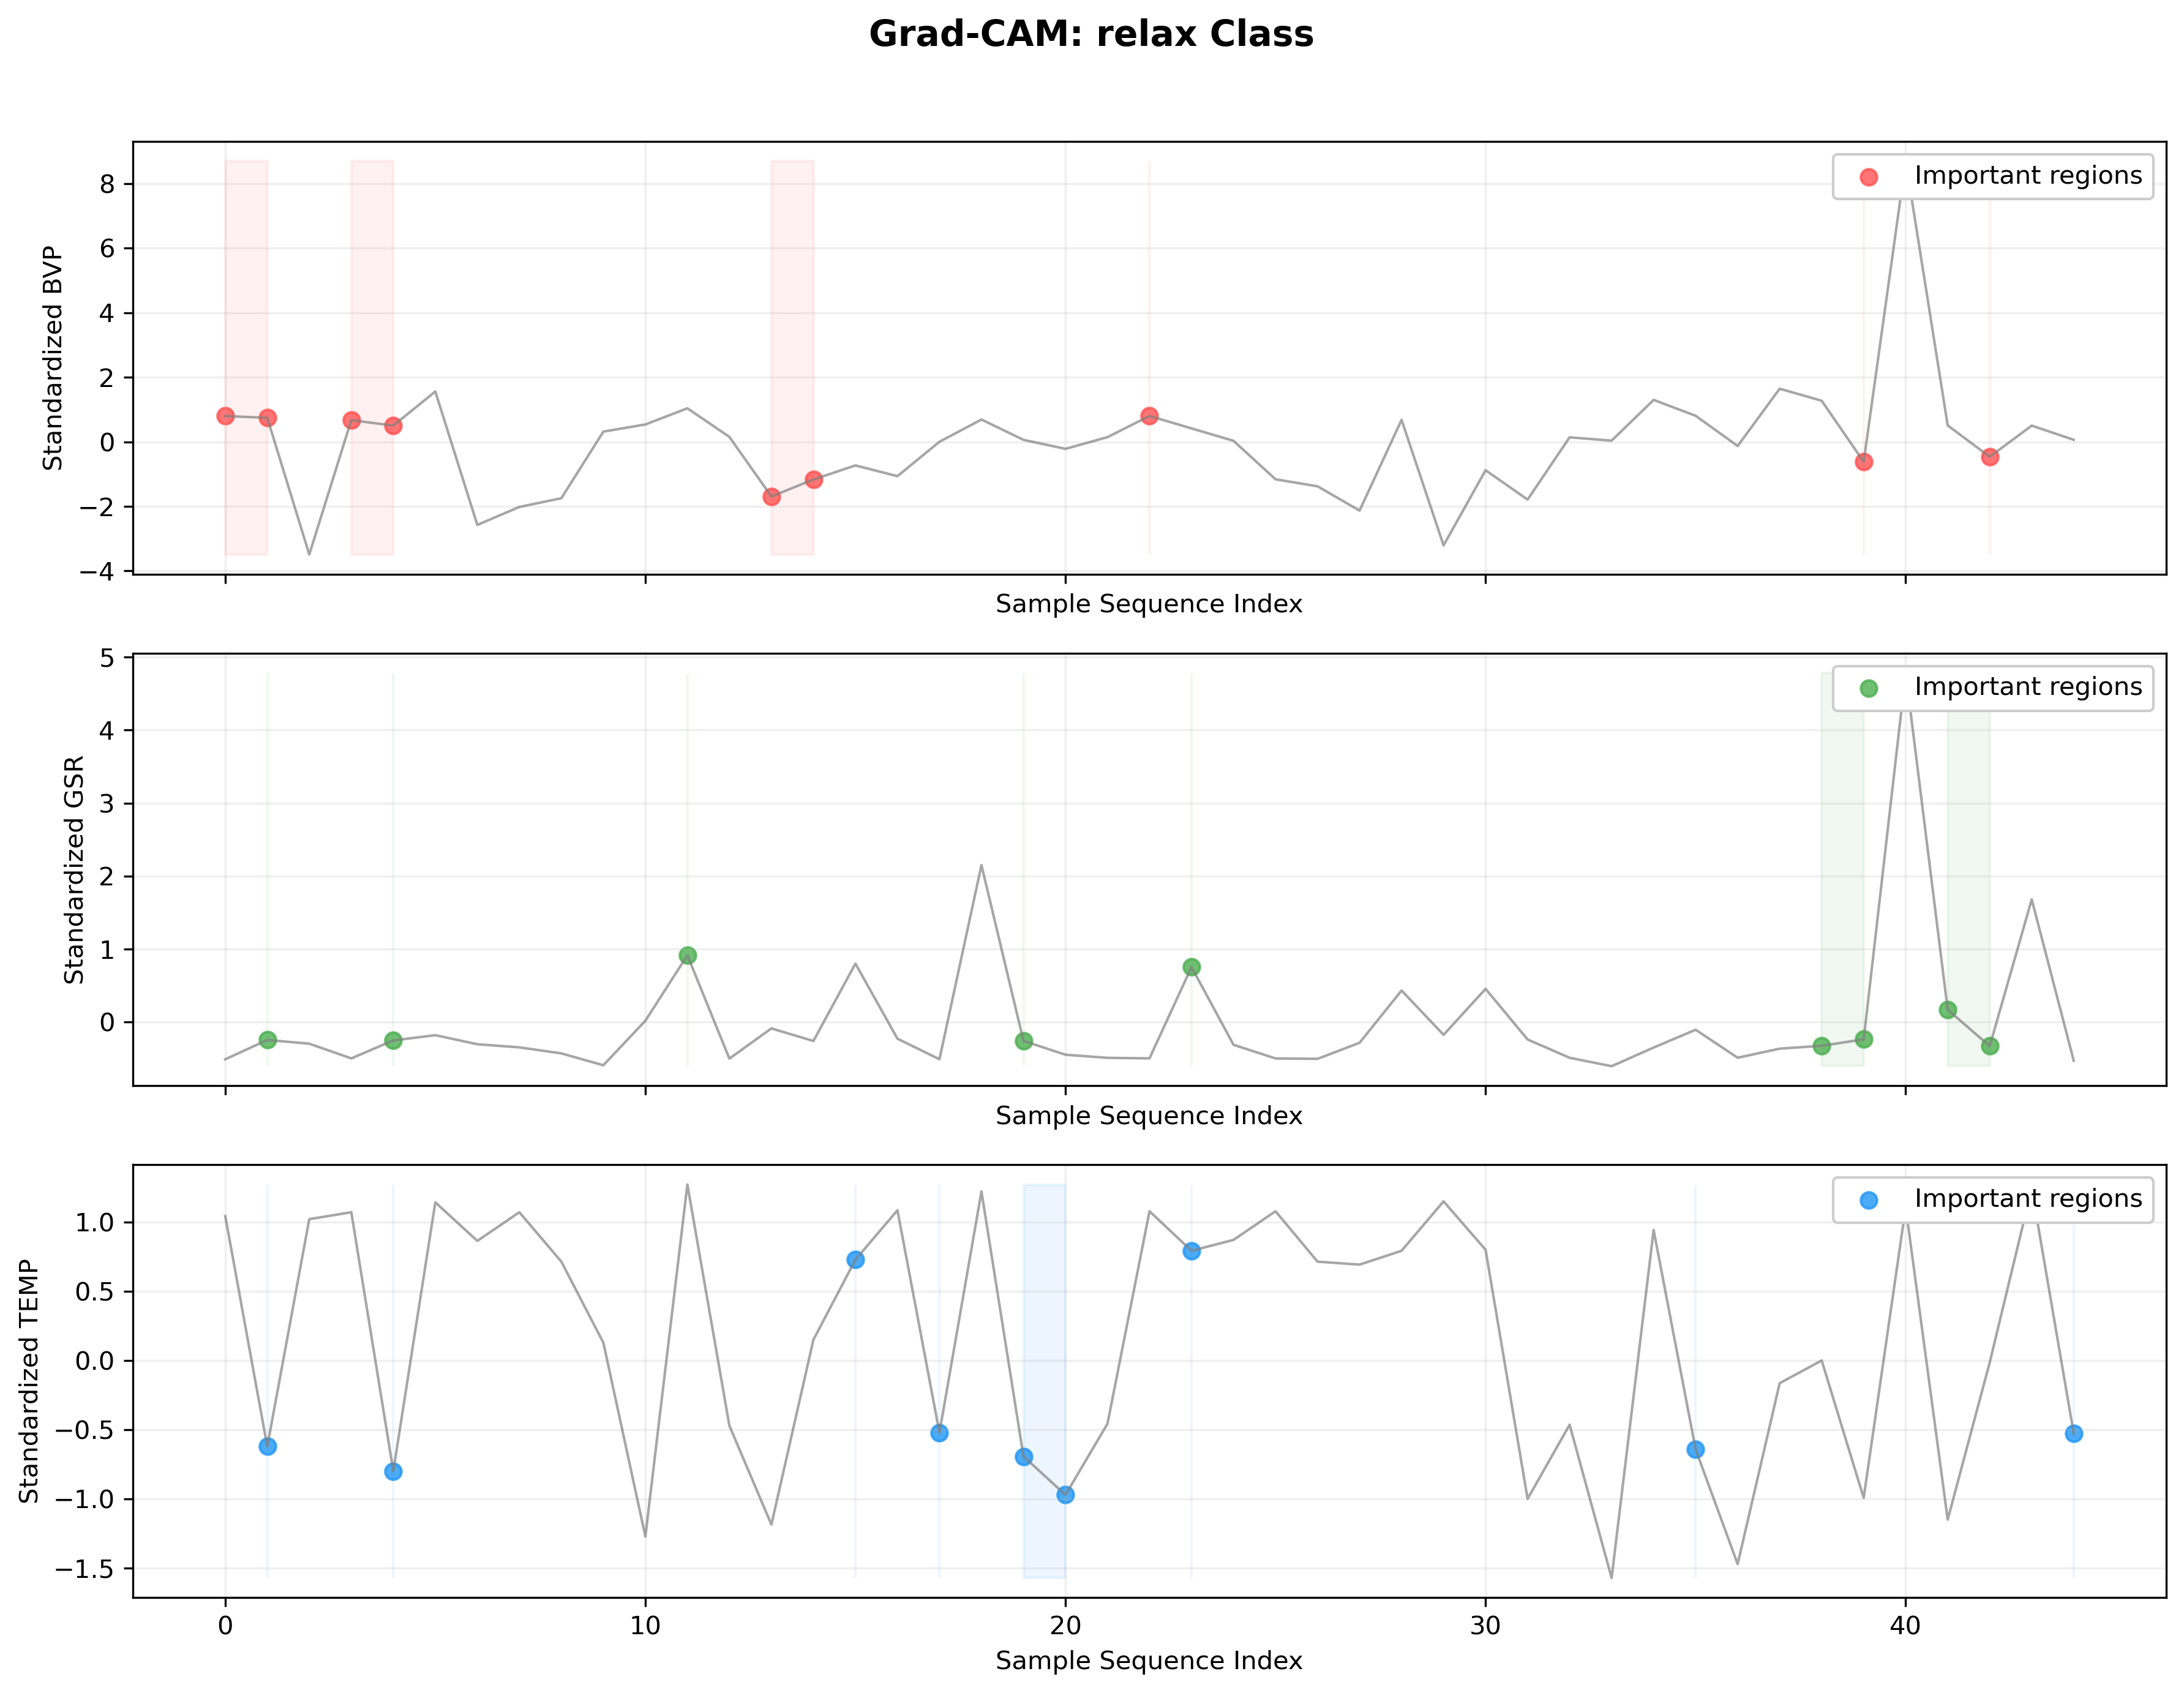 Grad-CAM: relax Class
Important regions
Standardized BVP
8
6
4
2
0
−2
−4
Sample Sequence Index
Important regions
Standardized GSR
5
4
3
2
1
0
Sample Sequence Index
Important regions
Standardized TEMP
1.0
0.5
0.0
−0.5
−1.0
−1.5
0 10 20 30 40
Sample Sequence Index